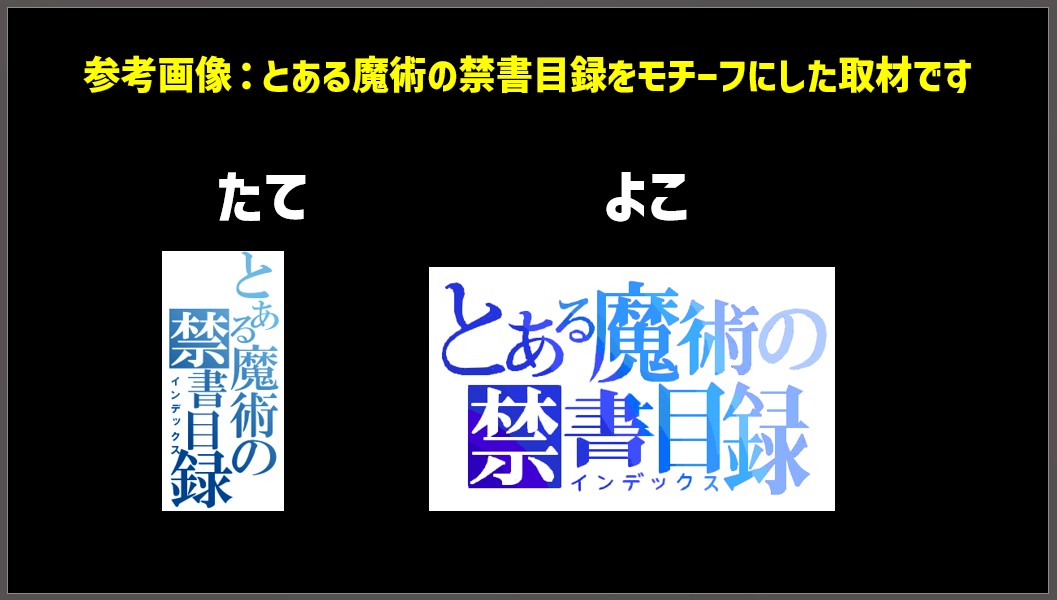 参考画像：とある魔術の禁書目録をモチーフにした取材です
たて
よこ
とある魔術の
禁書目録
インデックス
とある魔術の
禁書目録
インデックス